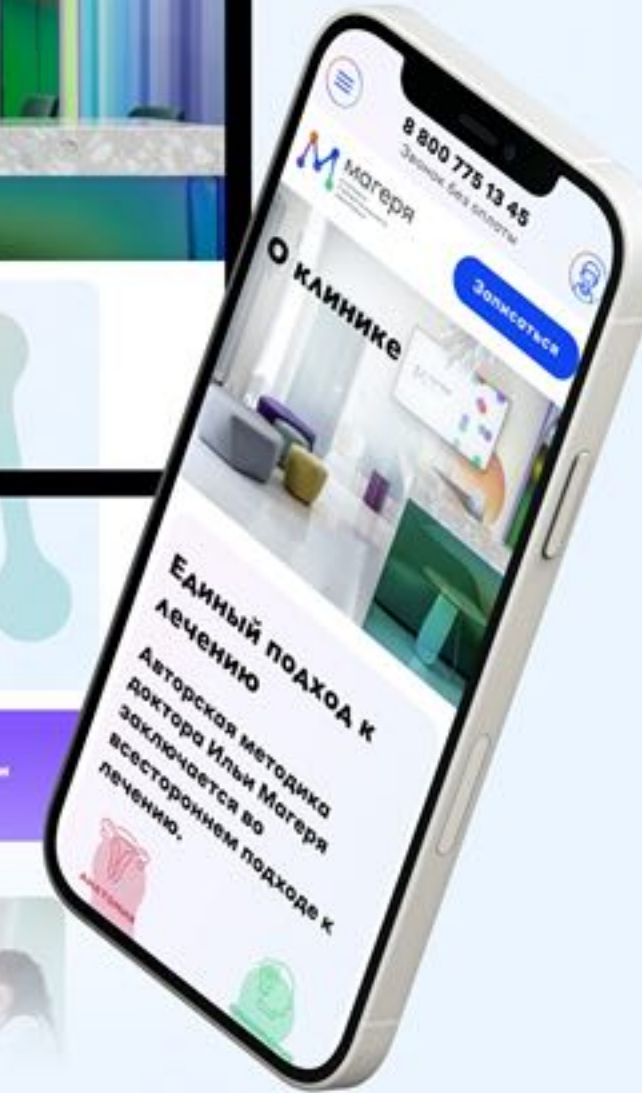 8 800 775 13 45
Звонок без оплаты
Магеря
Записаться
О клинике
Единый подход к
лечению
Авторская методика
доктора Ильи Магеря
заключается во
всестороннем подходе к
лечению.
АНАТОМИЯ